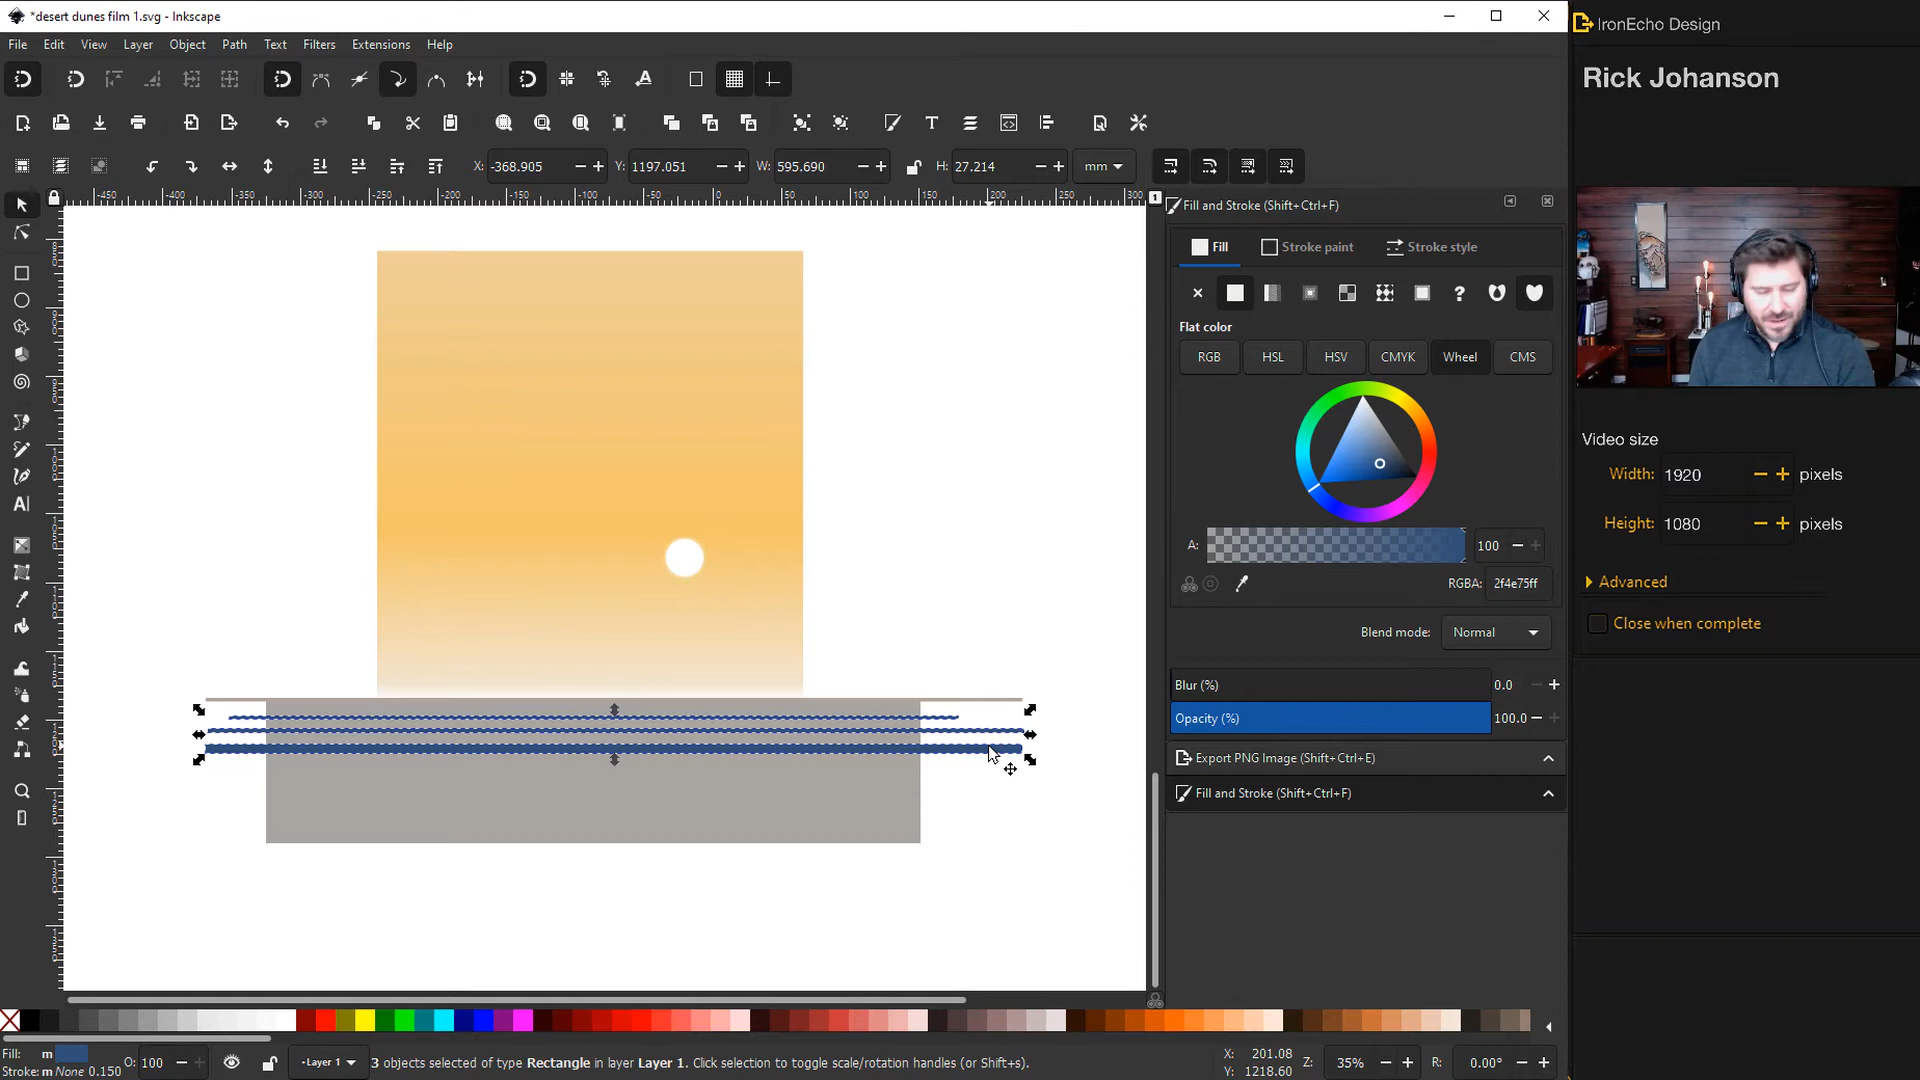 *desert dunes film 1.svg - Inkscape
IronEcho Design
File Edit View Layer Object Path Text Filters Extensions Help
Rick Johanson
X: -368.905 Y: 1197.051 W: 595.690 H: 27.214 mm
1
Fill and Stroke (Shift+Ctrl+F)
Fill Stroke paint Stroke style
Flat color
RGB HSL HSV CMYK Wheel CMS
Video size
Width: 1920 pixels
Height: 1080 pixels
A: 100
RGBA: 2f4e75ff
Advanced
Close when complete
Blend mode: Normal
Blur (%) 0.0
Opacity (%) 100.0
Export PNG Image (Shift+Ctrl+E)
Fill and Stroke (Shift+Ctrl+F)
Fill: m O: 100
Stroke: m None 0.150
-Layer 1
3 objects selected of type Rectangle in layer Layer 1. Click selection to toggle scale/rotation handles (or Shift+s).
X: 201.08
Y: 1218.60
Z: 35% R: 0.00°